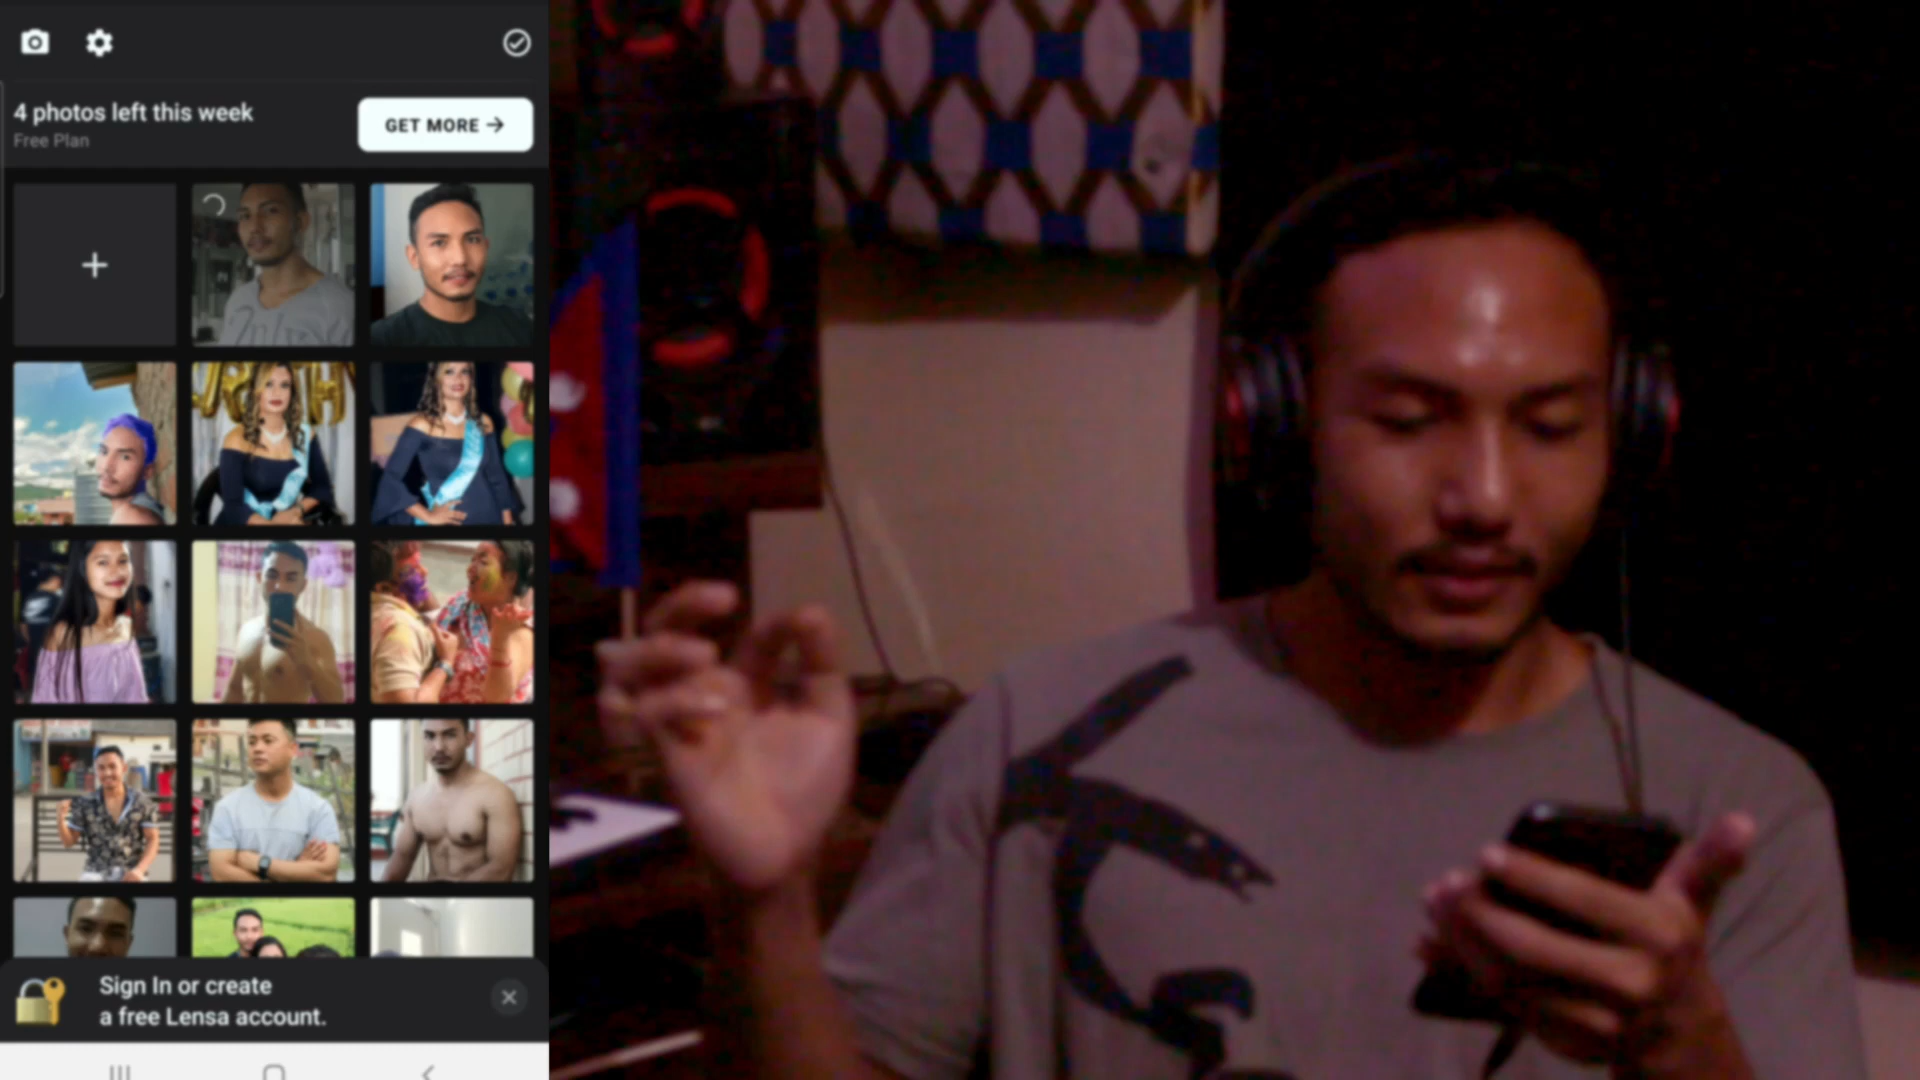 4 photos left this week
Free Plan
GET MORE →
Sign In or create
a free Lensa account.